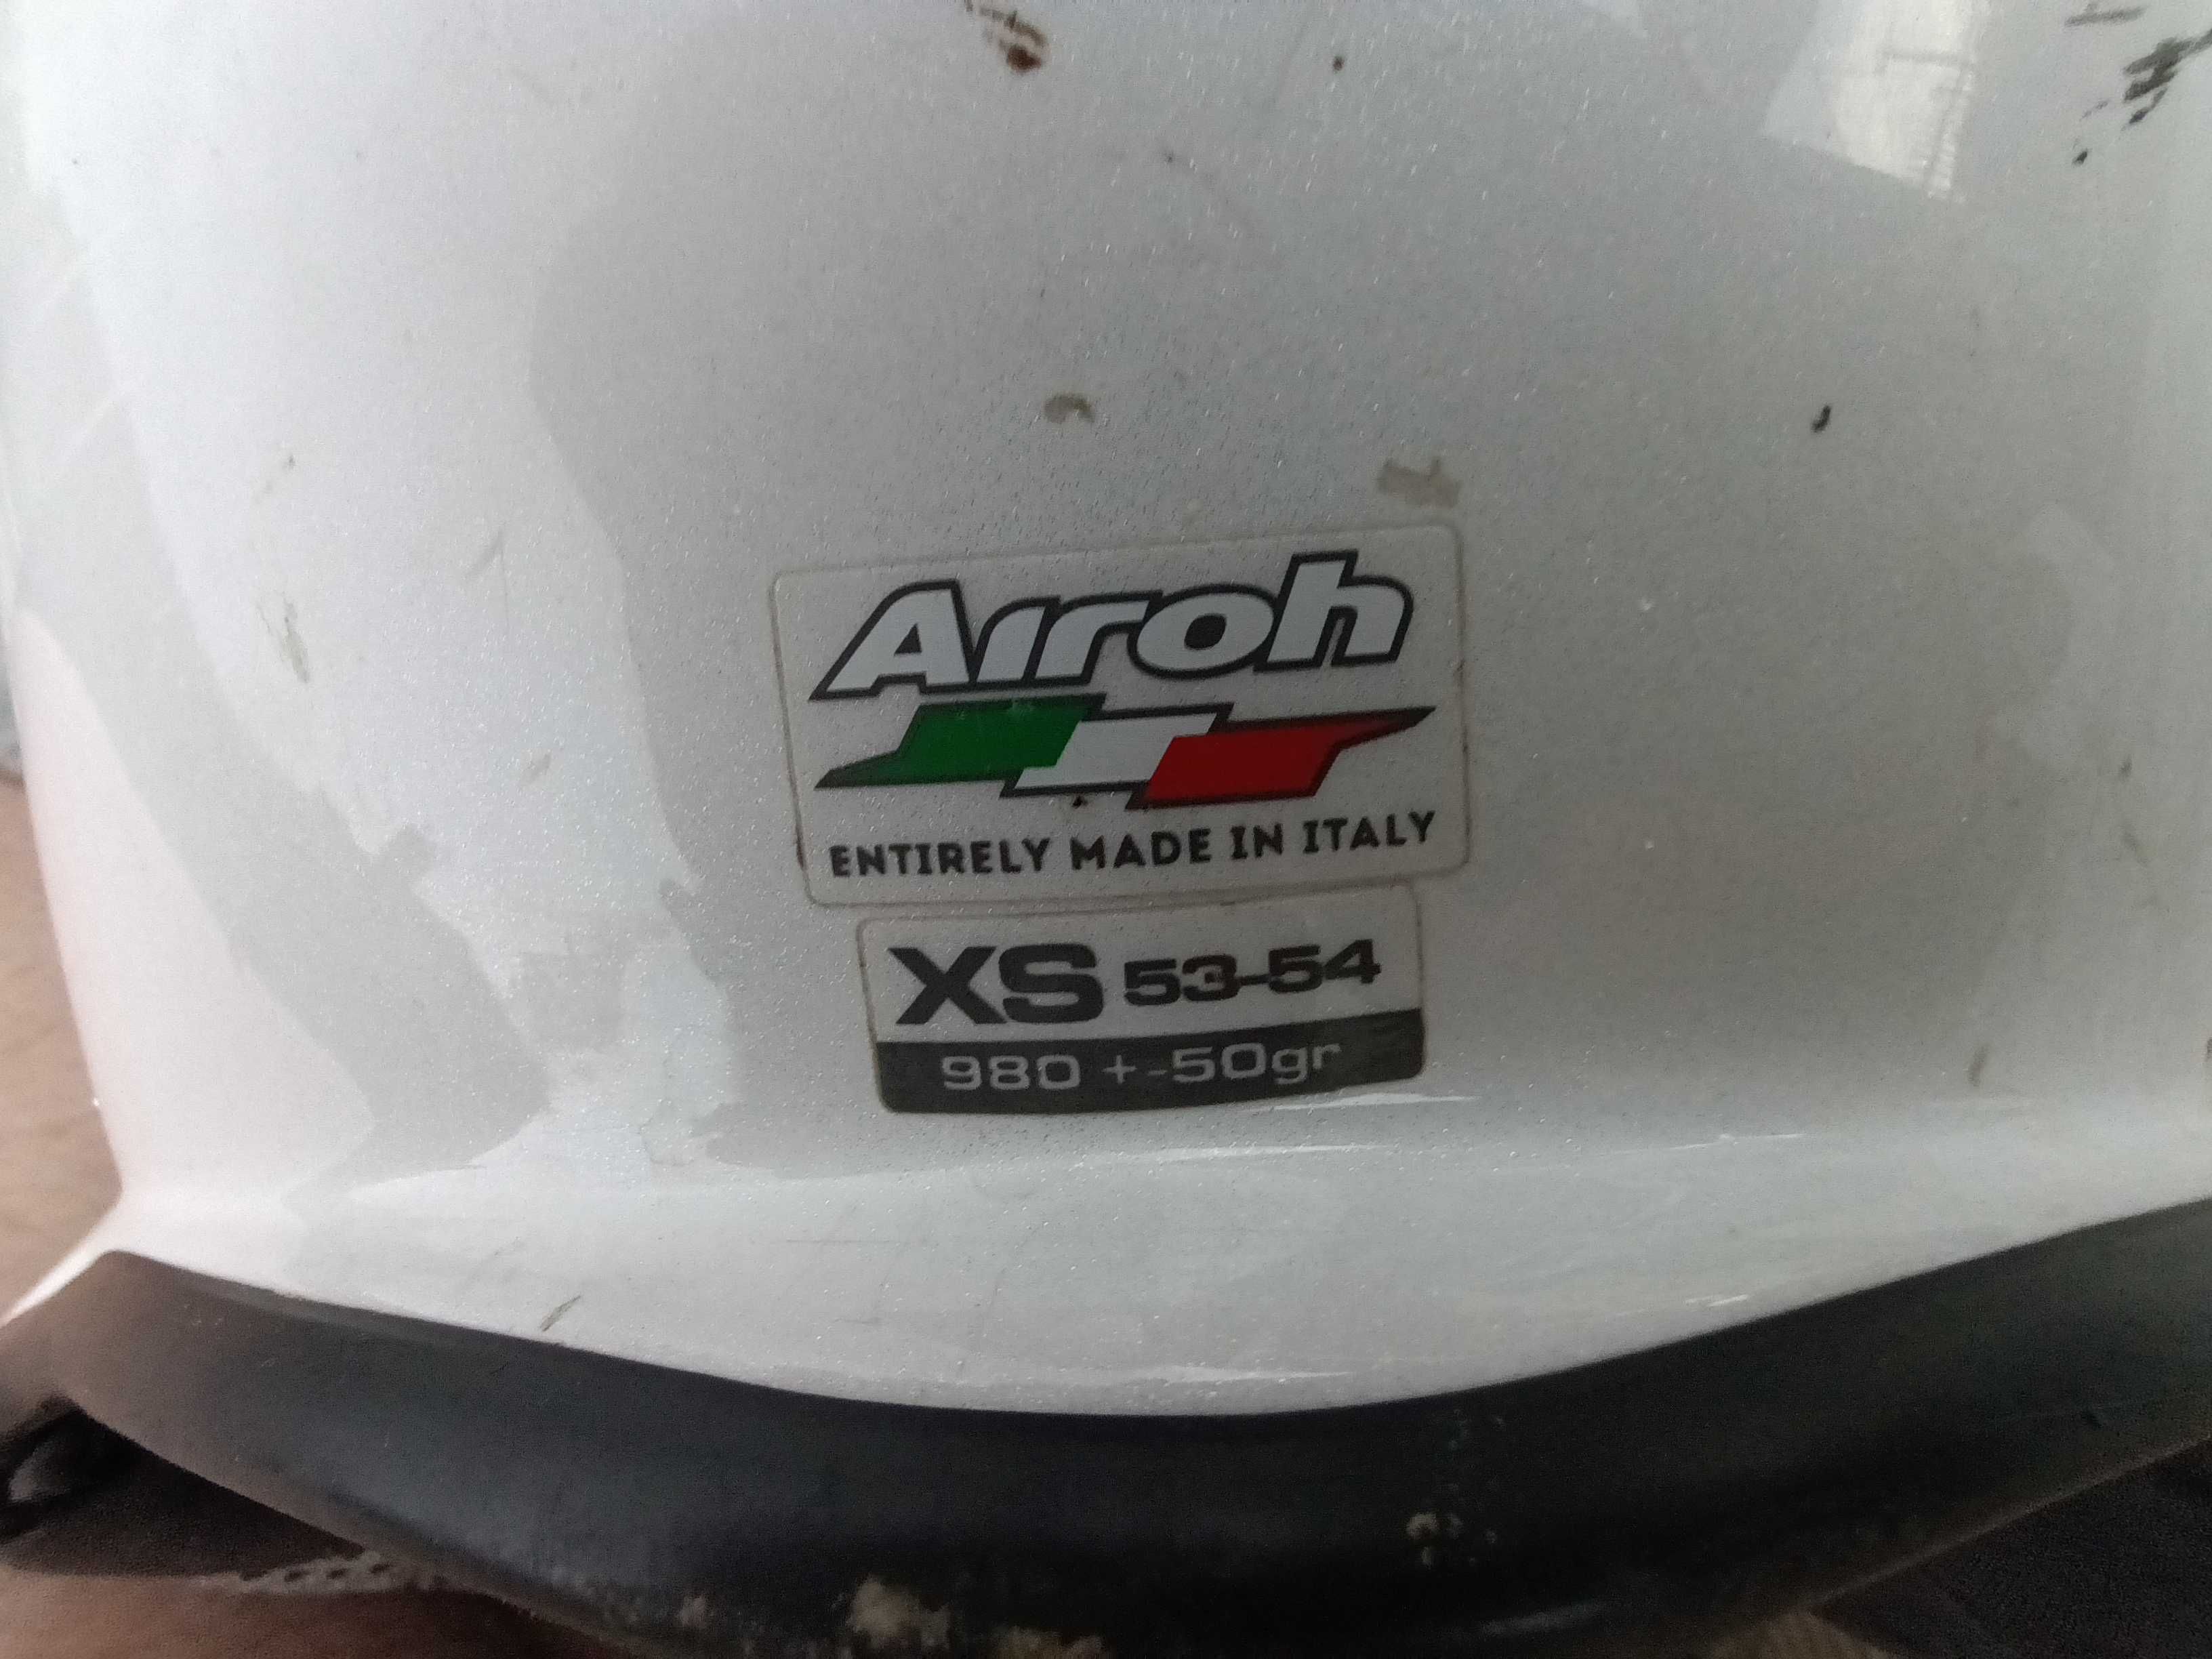 Airoh
ENTIRELY MADE IN ITALY
XS 53-54
980 +-50gr